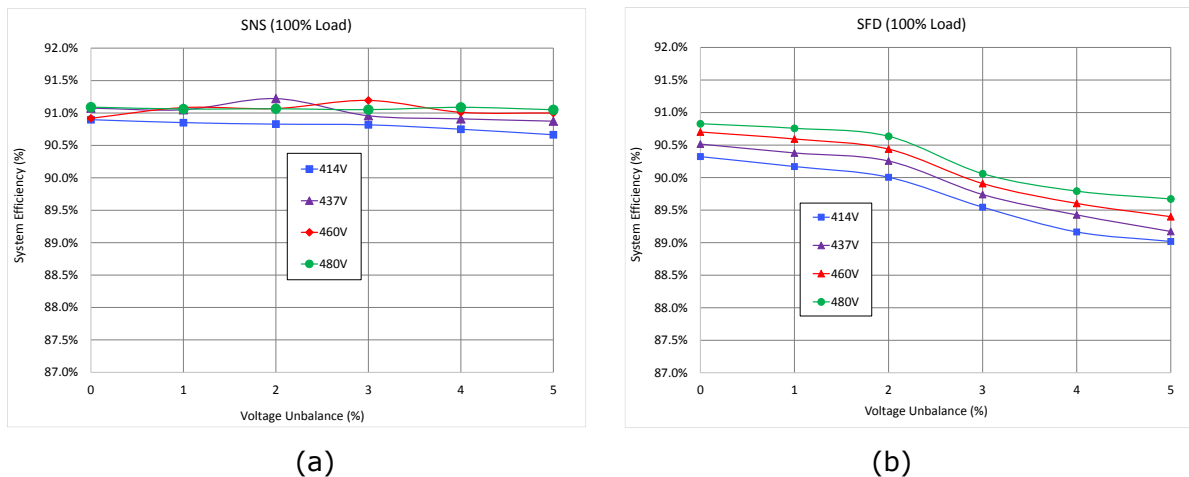 SNS (100% Load)
92.0%
91.5%
91.0%
90.5%
90.0%
89.5%
89.0%
88.5%
88.0%
87.5%
87.0%
System Efficiency (%)
414V
437V
460V
480V
0 1 2 3 4 5
Voltage Unbalance (%)
(a)
SFD (100% Load)
92.0%
91.5%
91.0%
90.5%
90.0%
89.5%
89.0%
88.5%
88.0%
87.5%
87.0%
System Efficiency (%)
414V
437V
460V
480V
0 1 2 3 4 5
Voltage Unbalance (%)
(b)